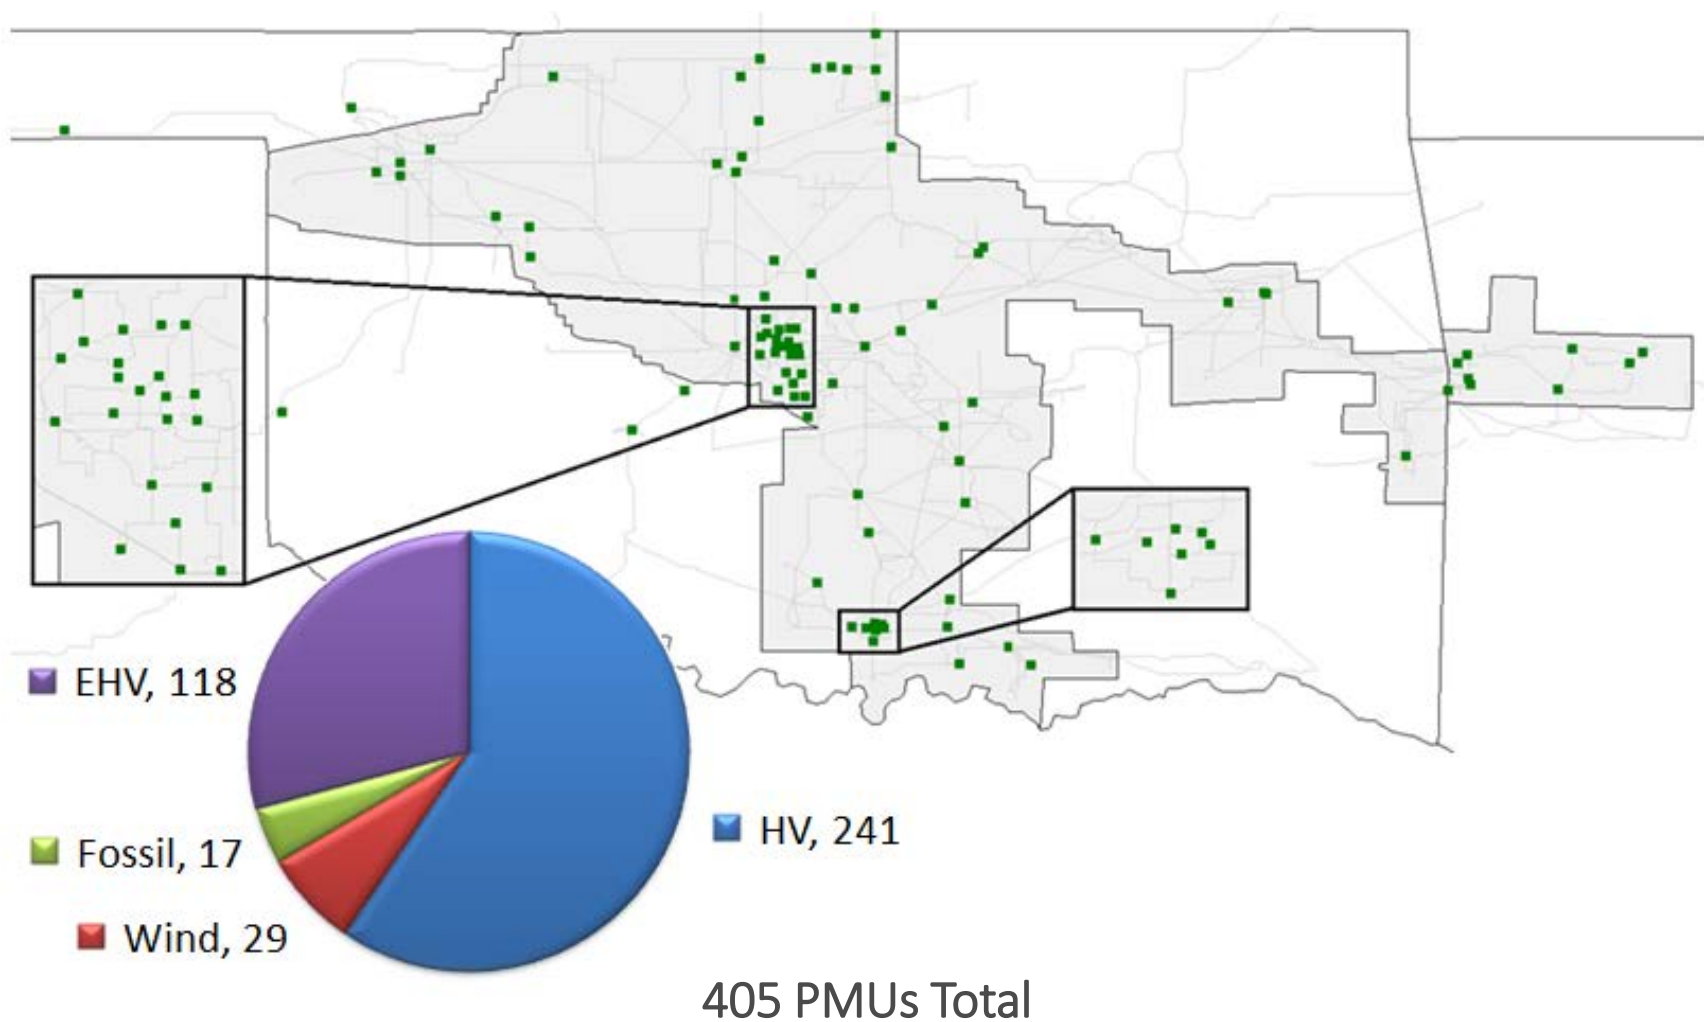 EHV, 118
HV, 241
Fossil, 17
Wind, 29
405 PMUs Total